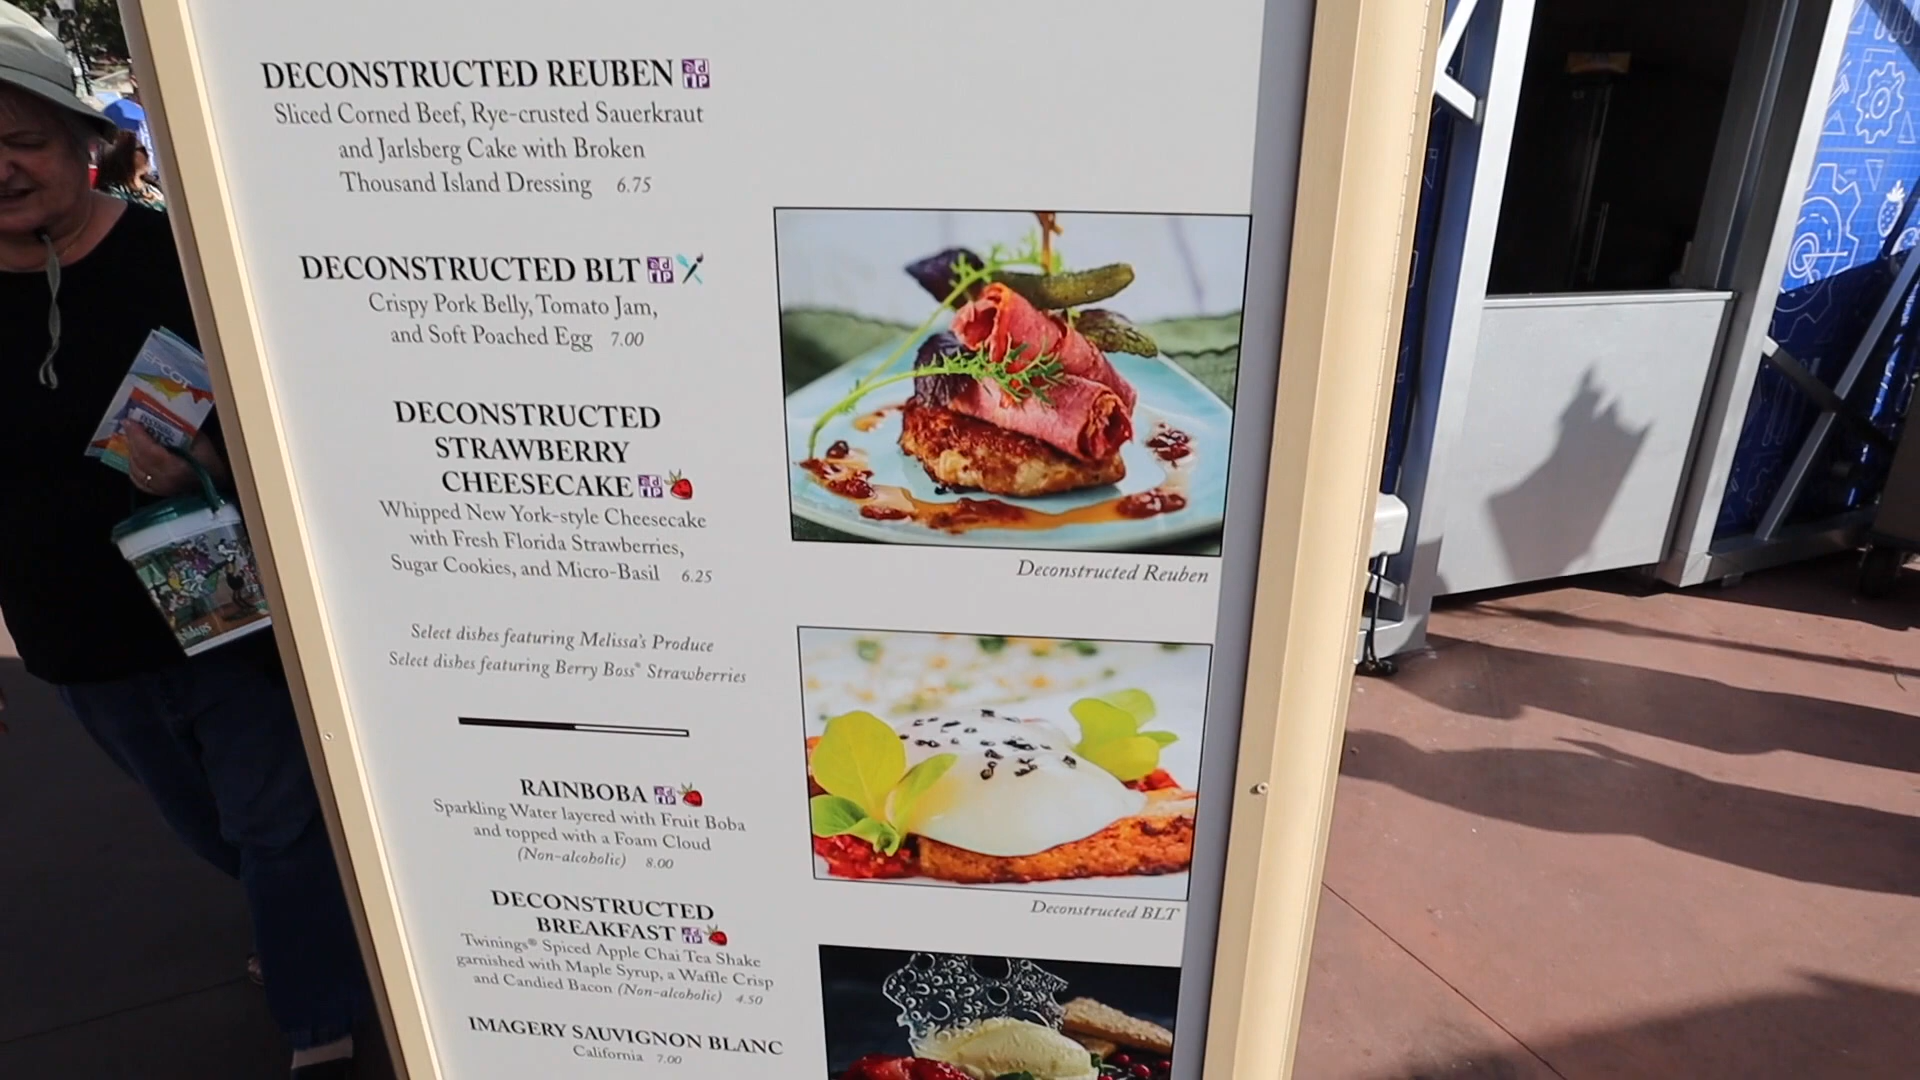 DECONSTRUCTED REUBEN
Sliced Corned Beef, Rye-crusted Sauerkraut
and Jarlsberg Cake with Broken
Thousand Island Dressing 6.75
DECONSTRUCTED BLT
Crispy Pork Belly, Tomato Jam,
and Soft Poached Egg 7.00
DECONSTRUCTED
STRAWBERRY
CHEESECAKE
Whipped New York-style Cheesecake
with Fresh Florida Strawberries,
Sugar Cookies, and Micro-Basil 6.25
Select dishes featuring Melissa's Produce
Select dishes featuring Berry Boss® Strawberries
RAINBOBA
Sparkling Water layered with Fruit Boba
and topped with a Foam Cloud
(Non-alcoholic) 8.00
DECONSTRUCTED
BREAKFAST
Twinings® Spiced Apple Chai Tea Shake
garnished with Maple Syrup, a Waffle Crisp
and Candied Bacon (Non-alcoholic) 4.50
IMAGERY SAUVIGNON BLANC
California 7.00
Deconstructed Reuben
Deconstructed BLT
EPCOT